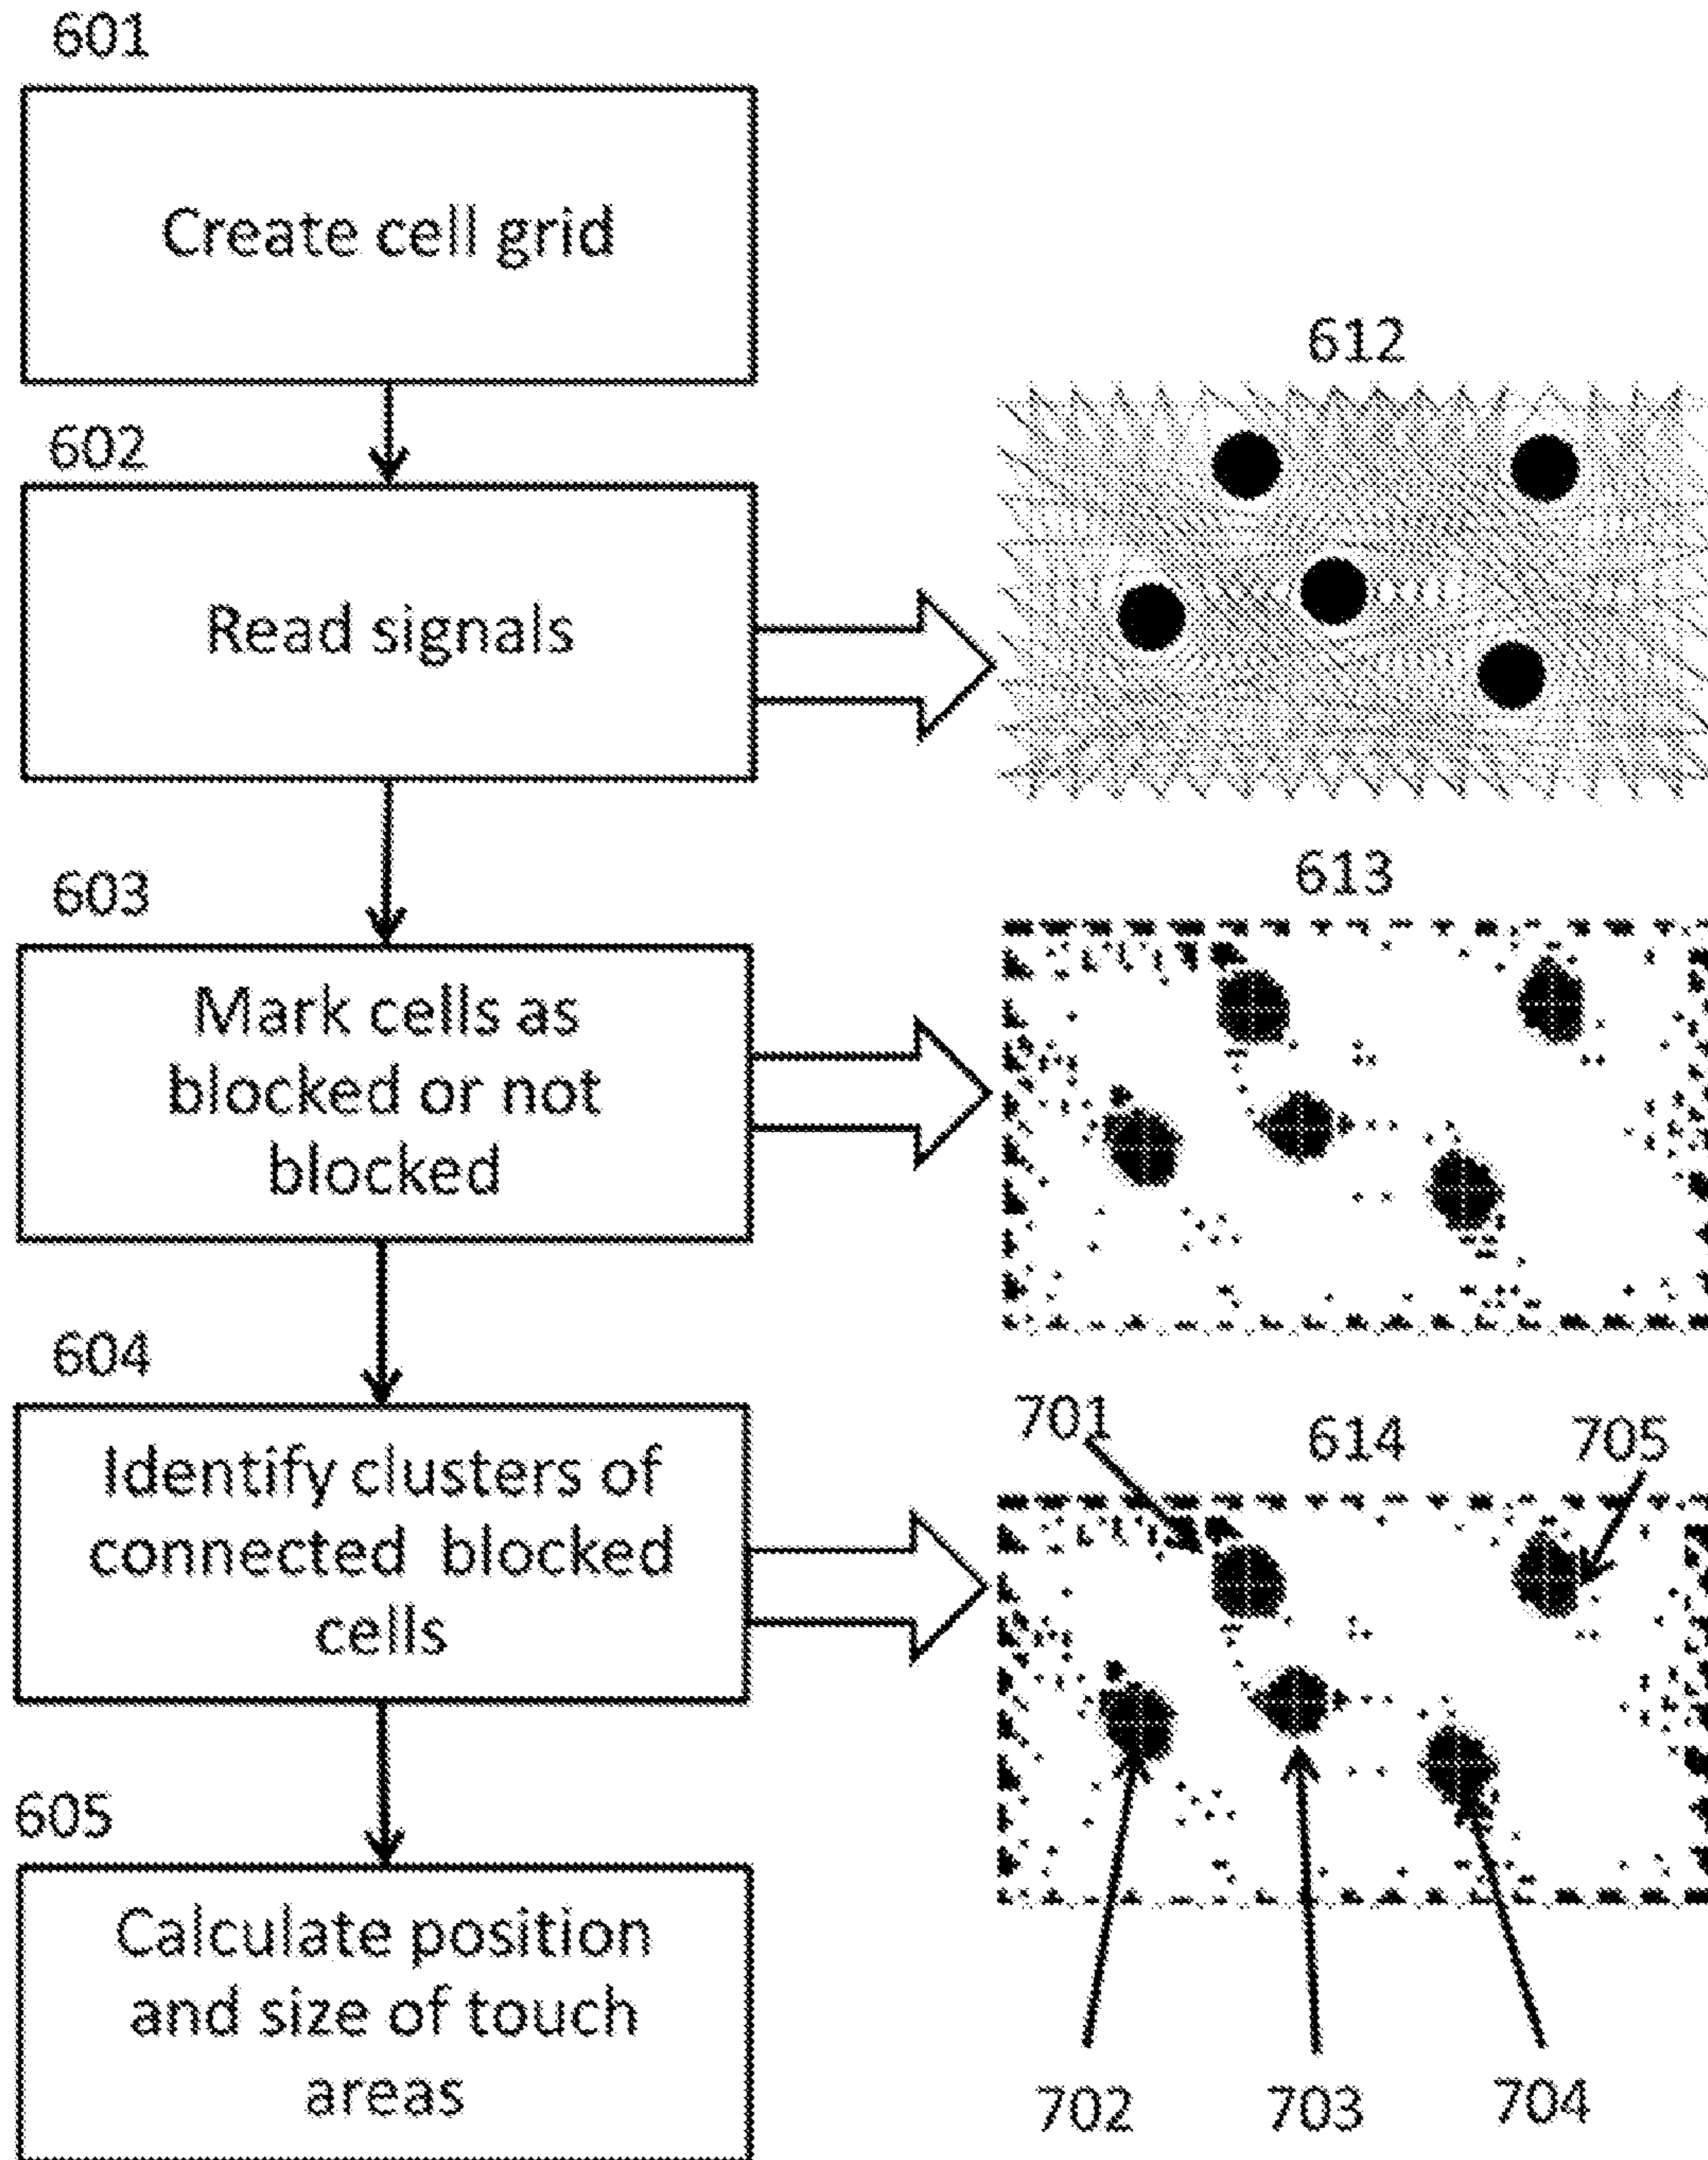 601
Create cell grid
602
Read signals
612
603
Mark cells as
blocked or not
blocked
613
604
Identify clusters of
connected blocked
cells
701
614
705
605
Calculate position
and size of touch
areas
702
703
704